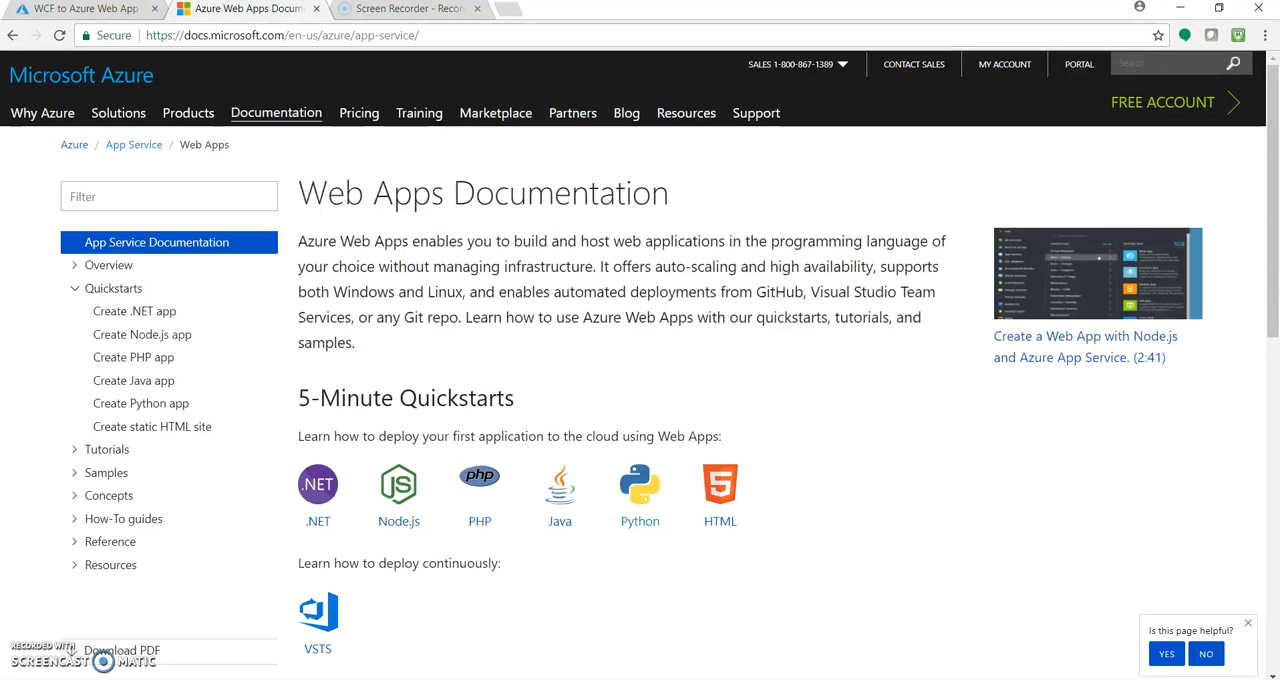 WCF to Azure Web App
Azure Web Apps Docum
Screen Recorder - Recor
Secure
https://docs.microsoft.com/en-us/azure/app-service/
Microsoft Azure
SALES 1-800-867-1389
CONTACT SALES
MY ACCOUNT
PORTAL
Search
Why Azure
Solutions
Products
Documentation
Pricing
Training
Marketplace
Partners
Blog
Resources
Support
FREE ACCOUNT
Azure / App Service / Web Apps
Filter
App Service Documentation
Overview
Quickstarts
Create .NET app
Create Node.js app
Create PHP app
Create Java app
Create Python app
Create static HTML site
Tutorials
Samples
Concepts
How-To guides
Reference
Resources
Download PDF
RECORDED WITH
SCREENCAST MATIC
Web Apps Documentation
Azure Web Apps enables you to build and host web applications in the programming language of
your choice without managing infrastructure. It offers auto-scaling and high availability, supports
Windows and enables automated deployments from GitHub, Visual Studio Team
Services any Git how to use Azure Web Apps with our quickstarts, tutorials, and
samples.
5-Minute Quickstarts
Learn how to deploy your first application to the cloud using Web Apps:
.NET
.NET
JS
Node.js
php
PHP
Java
Python
5
HTML
Learn how to deploy continuously:
VSTS
Create a Web App with Node.js
and Azure App Service. (2:41)
Is this page helpful?
YES
NO